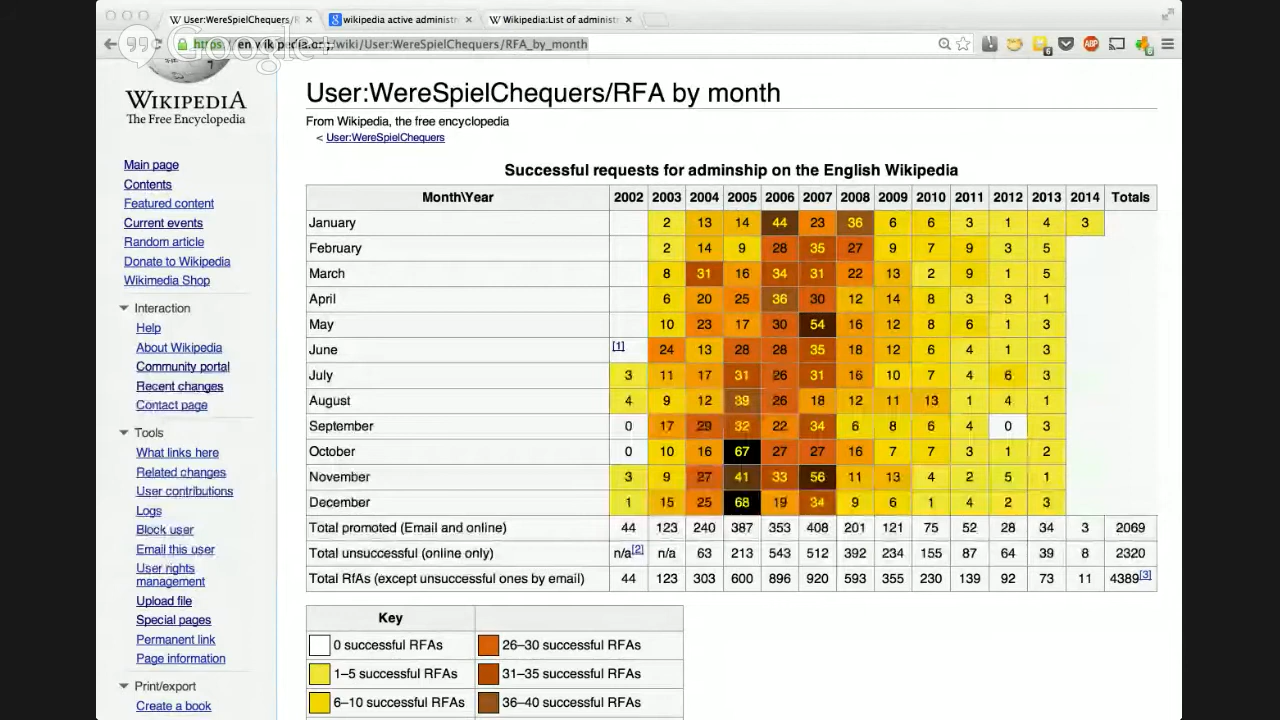 User:WereSpielChequers/R
wikipedia active administr
Wikipedia:List of administ
https://en.wikipedia.org/wiki/User:WereSpielChequers/RFA_by_month
Google+
WIKIPEDIA
The Free Encyclopedia
Main page
Contents
Featured content
Current events
Random article
Donate to Wikipedia
Wikimedia Shop
Interaction
Help
About Wikipedia
Community portal
Recent changes
Contact page
Tools
What links here
Related changes
User contributions
Logs
Block user
Email this user
User rights
management
Upload file
Special pages
Permanent link
Page information
Print/export
Create a book
User:WereSpielChequers/RFA by month
From Wikipedia, the free encyclopedia
< User:WereSpielChequers
Successful requests for adminship on the English Wikipedia
Month\Year 2002 2003 2004 2005 2006 2007 2008 2009 2010 2011 2012 2013 2014 Totals
January 2 13 14 44 23 36 6 6 3 1 4 3
February 2 14 9 28 35 27 9 7 9 3 5
March 8 31 16 34 31 22 13 2 9 1 5
April 6 20 25 36 30 12 14 8 3 3 1
May 10 23 17 30 54 16 12 8 6 1 3
June [1] 24 13 28 28 35 18 12 6 4 1 3
July 3 11 17 31 26 31 16 10 7 4 6 3
August 4 9 12 39 26 18 12 11 13 1 4 1
September 0 17 29 32 22 34 6 8 6 4 0 3
October 0 10 16 67 27 27 16 7 7 3 1 2
November 3 9 27 41 33 56 11 13 4 2 5 1
December 1 15 25 68 19 34 9 6 1 4 2 3
Total promoted (Email and online) 44 123 240 387 353 408 201 121 75 52 28 34 3 2069
Total unsuccessful (online only) n/a[2] n/a 63 213 543 512 392 234 155 87 64 39 8 2320
Total RfAs (except unsuccessful ones by email) 44 123 303 600 896 920 593 355 230 139 92 73 11 4389[3]
Key
0 successful RFAs 26–30 successful RFAs
1–5 successful RFAs 31–35 successful RFAs
6–10 successful RFAs 36–40 successful RFAs